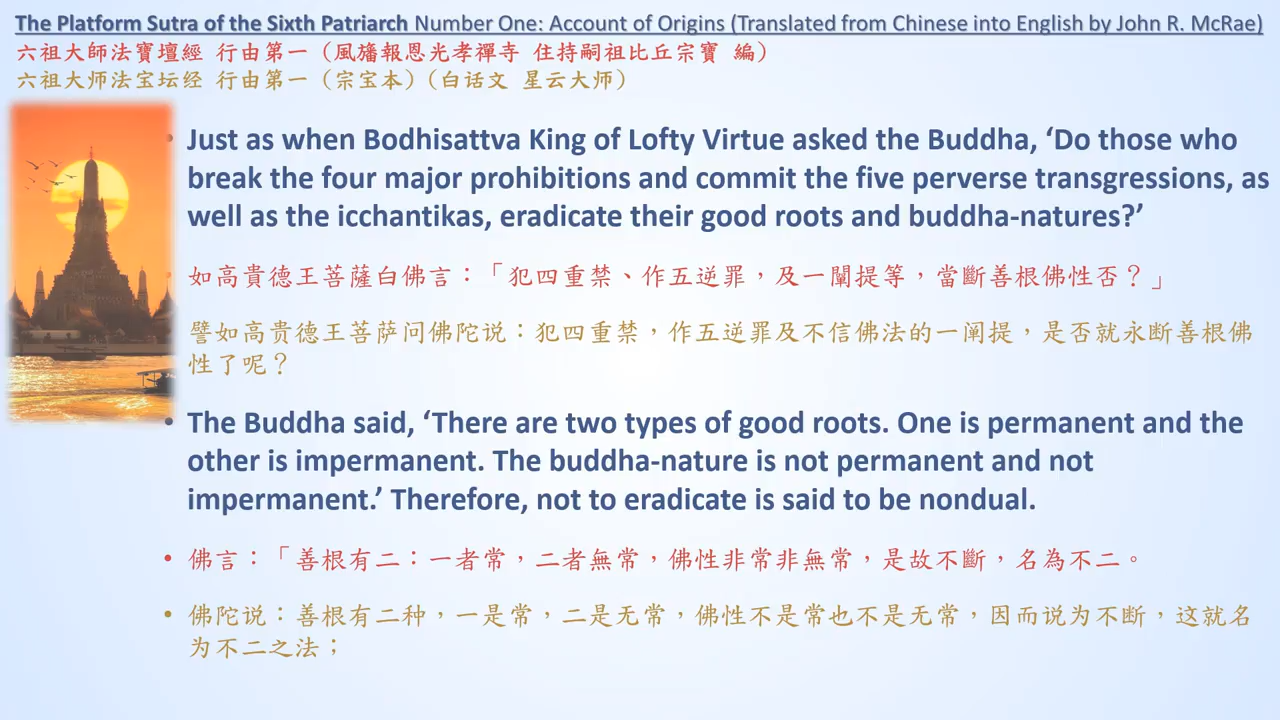 The Platform Sutra of the Sixth Patriarch Number One: Account of Origins (Translated from Chinese into English by John R. McRae)
六祖大師法寶壇經 行由第一 (風旛報恩光孝禪寺 住持嗣祖比丘宗寶 編)
六祖大师法宝坛经 行由第一 (宗宝本) (白话文 星云大师)
• Just as when Bodhisattva King of Lofty Virtue asked the Buddha, ‘Do those who
break the four major prohibitions and commit the five perverse transgressions, as
well as the icchantikas, eradicate their good roots and buddha-natures?’
• 如高貴德王菩薩白佛言：「犯四重禁、作五逆罪，及一闡提等，當斷善根佛性否？」
譬如高贵德王菩萨问佛陀说：犯四重禁，作五逆罪及不信佛法的一阐提，是否就永断善根佛
性了呢？
• The Buddha said, ‘There are two types of good roots. One is permanent and the
other is impermanent. The buddha-nature is not permanent and not
impermanent.’ Therefore, not to eradicate is said to be nondual.
• 佛言：「善根有二：一者常，二者無常，佛性非常非無常，是故不斷，名為不二。
• 佛陀说：善根有二种，一是常，二是无常，佛性不是常也不是无常，因而说为不断，这就名
为不二之法；